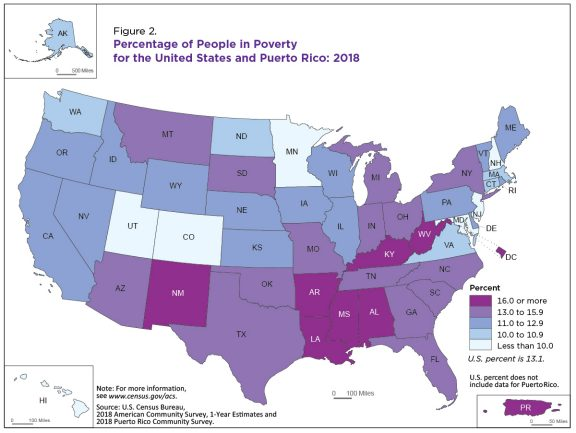 AK
0 500 Miles
Figure 2.
Percentage of People in Poverty
for the United States and Puerto Rico: 2018
WA
MT
ND
MN
ME
OR
ID
SD
WI
MI
VT
NH
NY
MA
CT
RI
WY
NE
IA
PA
NJ
NV
UT
CO
KS
IL
IN
OH
MD
DE
CA
MO
KY
WV
VA
DC
AZ
NM
OK
AR
TN
NC
SC
TX
LA
MS
AL
GA
FL
Percent
16.0 or more
13.0 to 15.9
11.0 to 12.9
10.0 to 10.9
Less than 10.0
U.S. percent is 13.1.
U.S. percent does not
include data for Puerto Rico.
HI
0 100 Miles
Note: For more information,
see www.census.gov/acs.
Source: U.S. Census Bureau,
2018 American Community Survey, 1-Year Estimates and
2018 Puerto Rico Community Survey.
0 100 Miles
PR
0 50 Miles